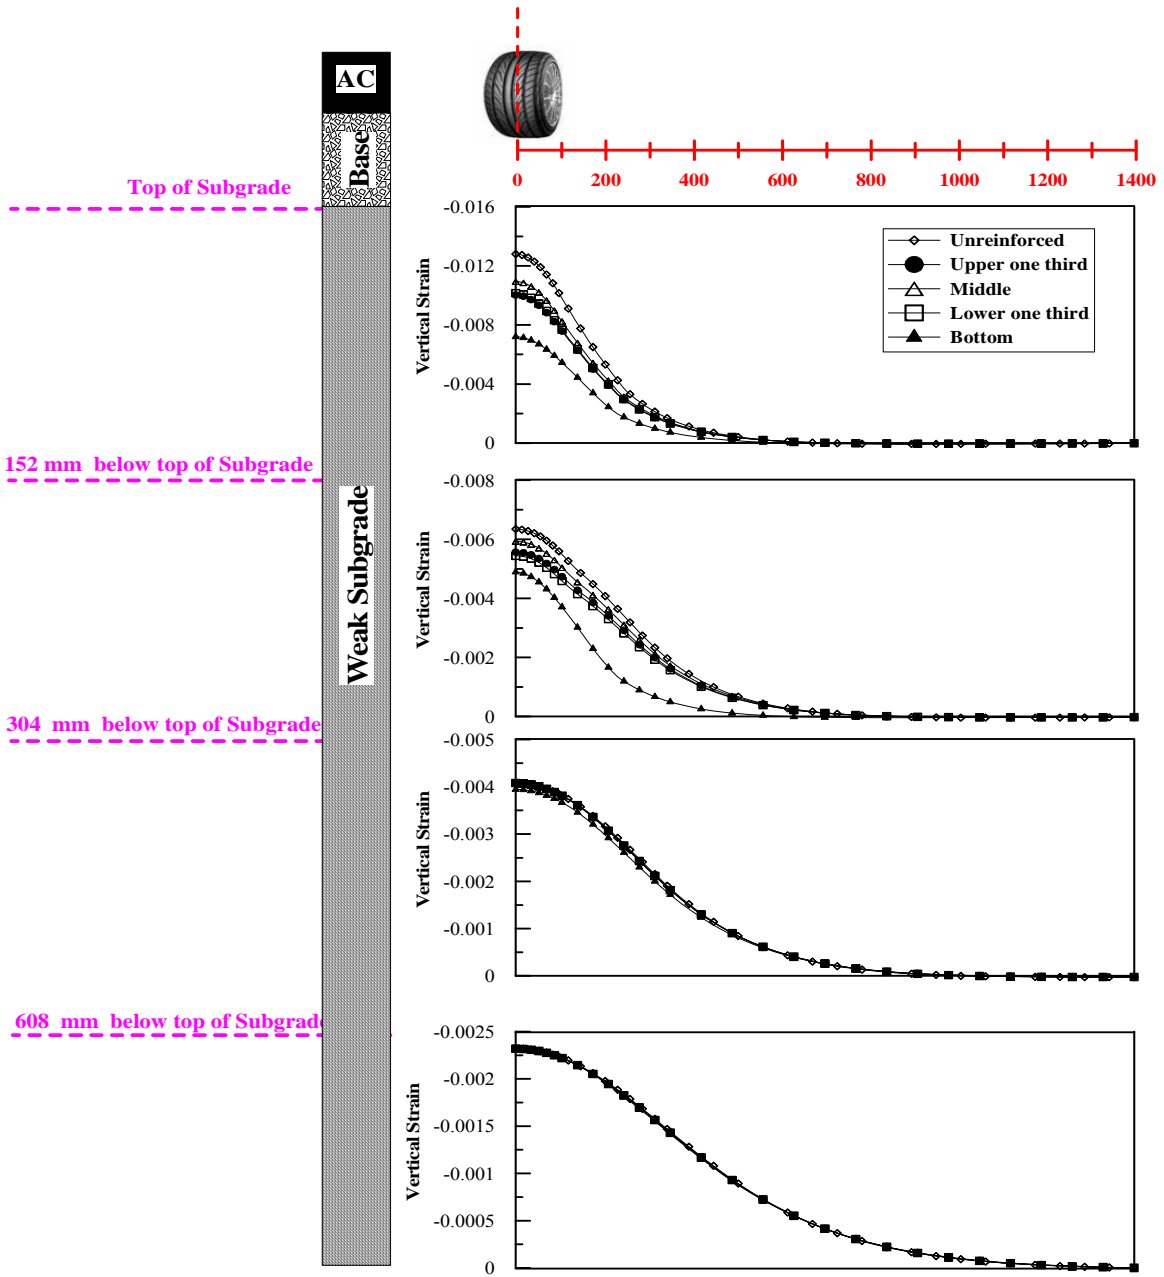 AC
Base
Weak Subgrade
Top of Subgrade
152 mm below top of Subgrade
304 mm below top of Subgrade
608 mm below top of Subgrade
0 200 400 600 800 1000 1200 1400
-0.016
-0.012
-0.008
-0.004
0
Vertical Strain
Unreinforced
Upper one third
Middle
Lower one third
Bottom
-0.008
-0.006
-0.004
-0.002
0
Vertical Strain
-0.005
-0.004
-0.003
-0.002
-0.001
0
Vertical Strain
-0.0025
-0.002
-0.0015
-0.001
-0.0005
0
Vertical Strain